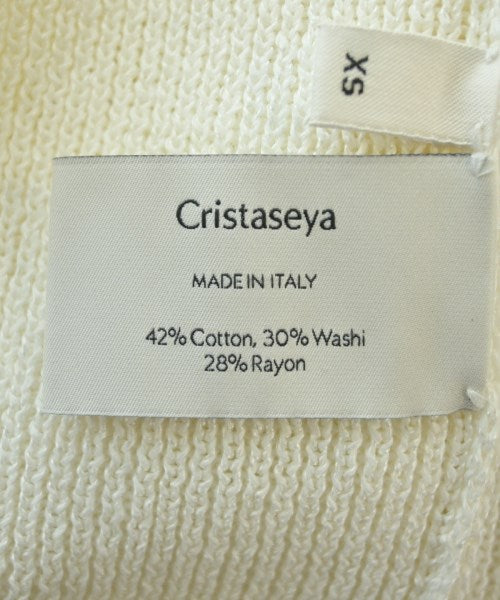 XS
Cristaseya
MADE IN ITALY
42% Cotton, 30% Washi
28% Rayon